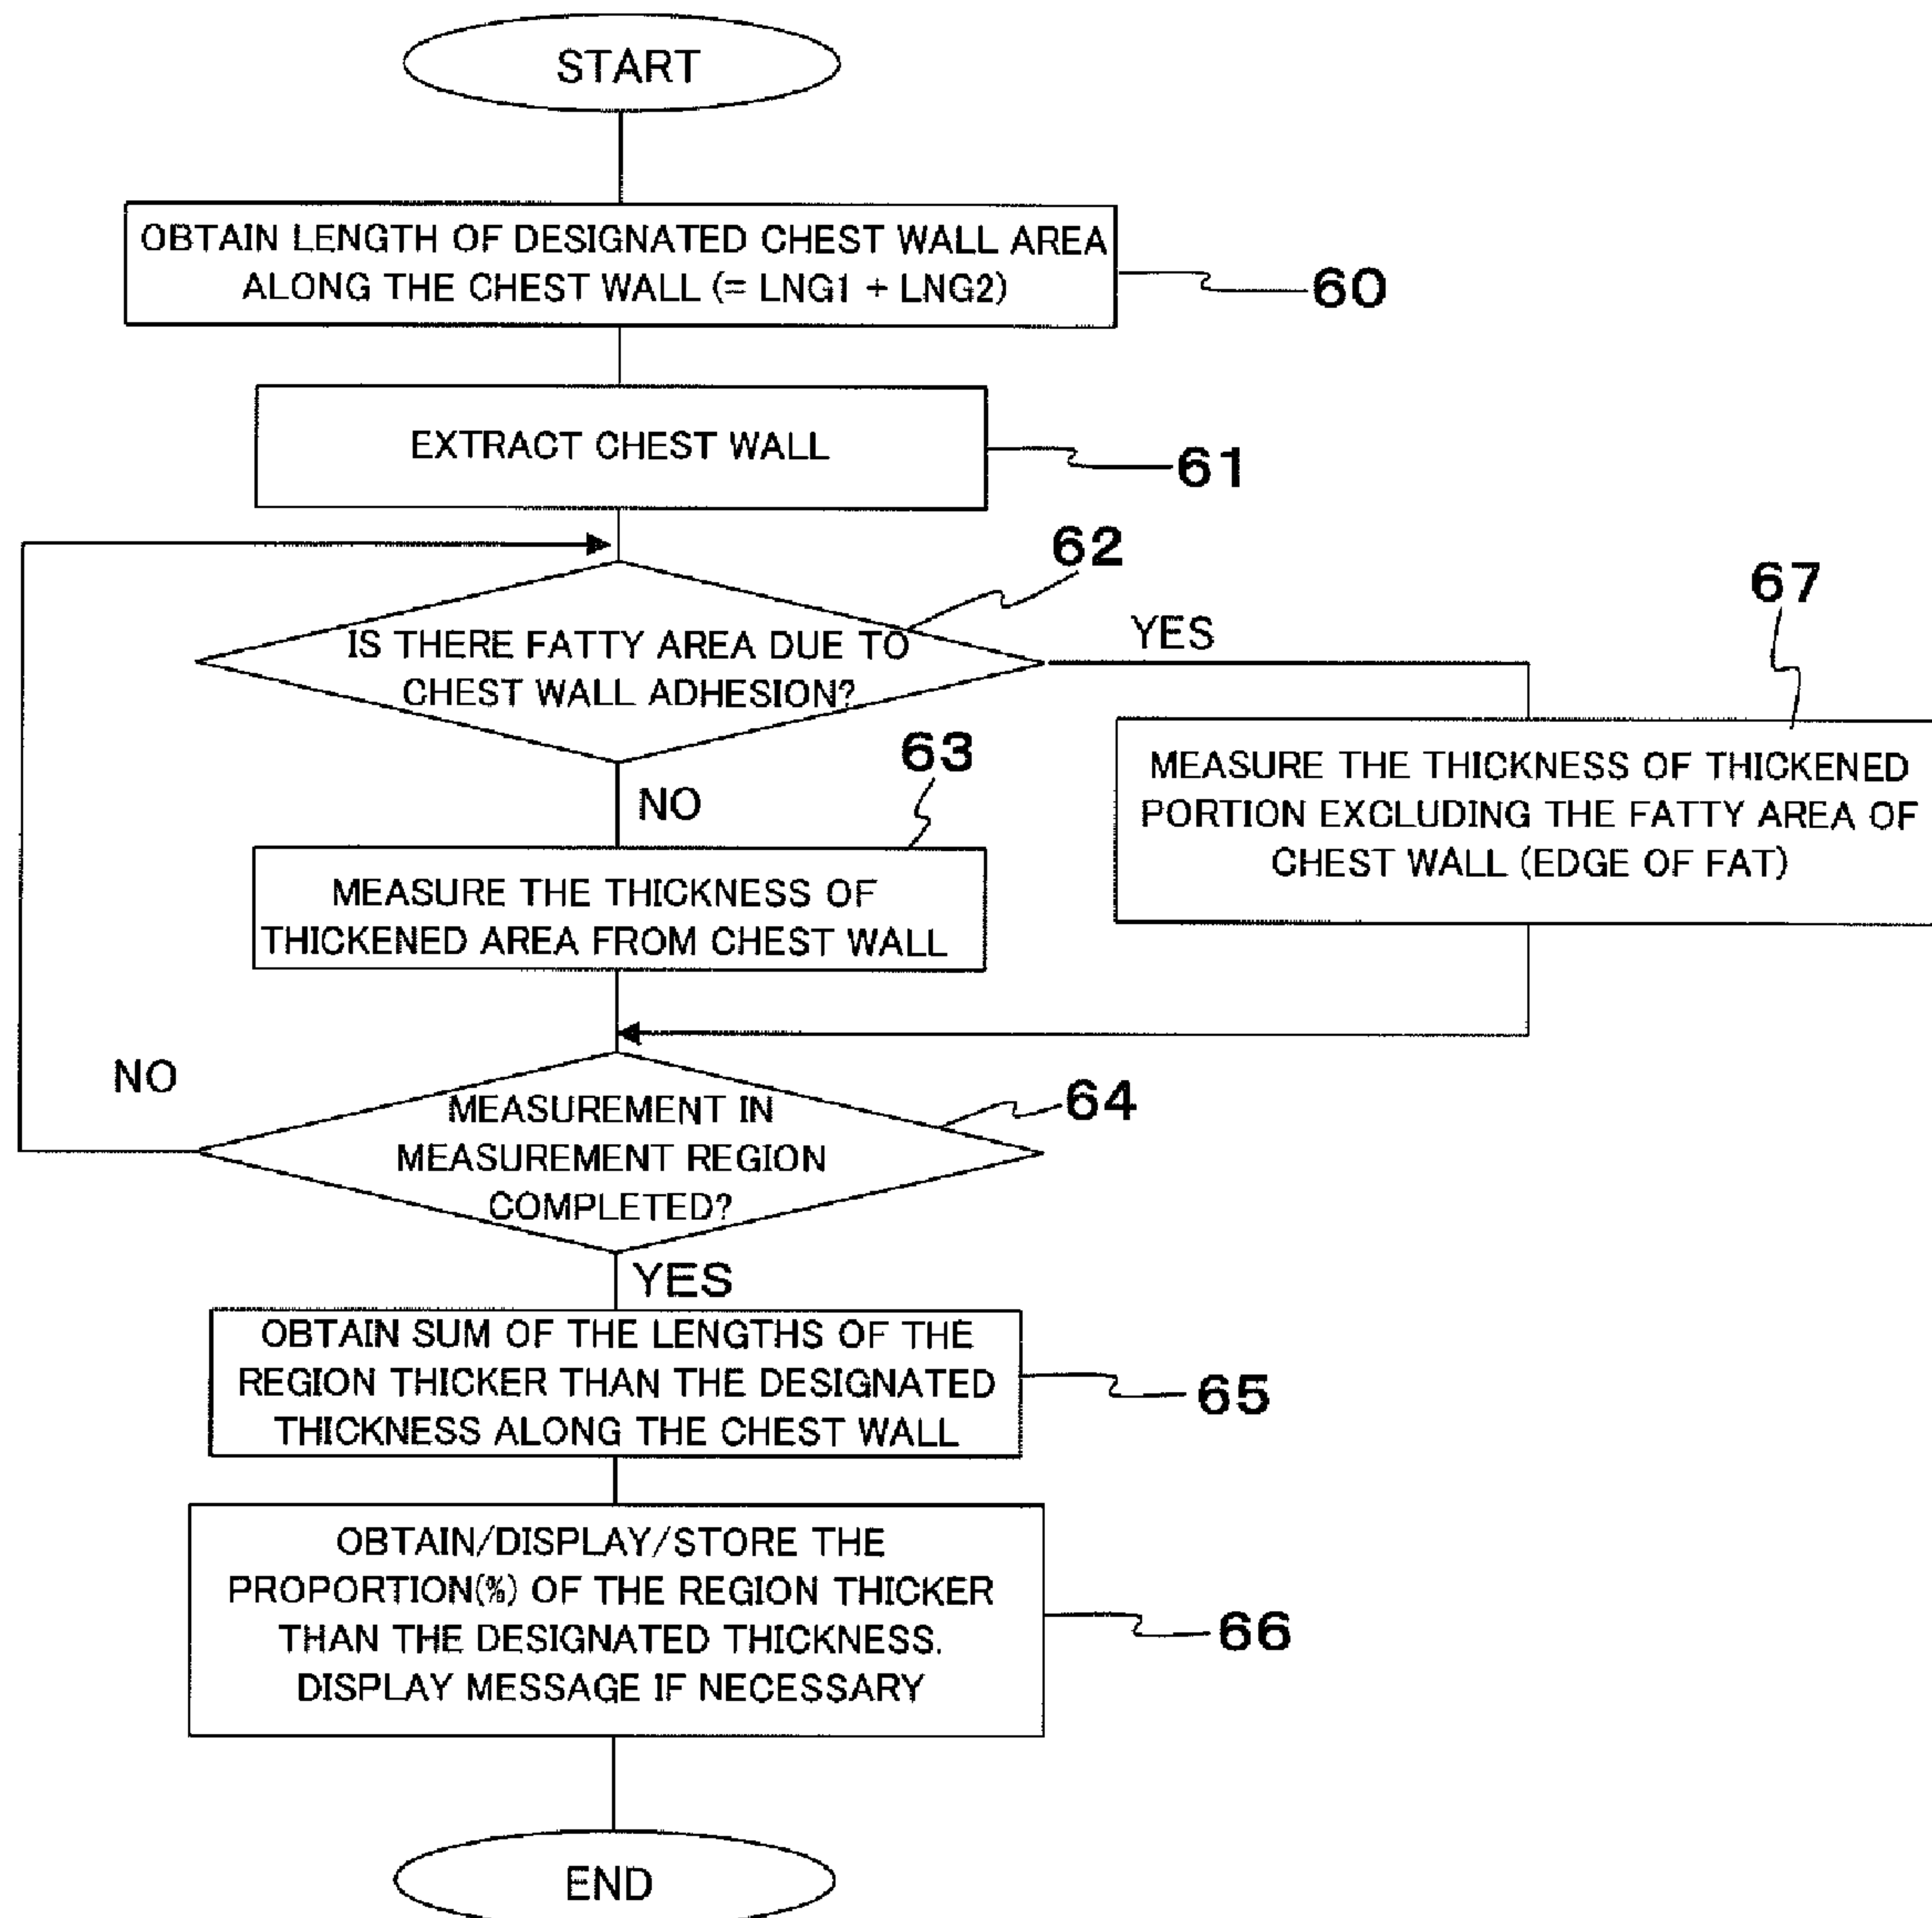 START
OBTAIN LENGTH OF DESIGNATED CHEST WALL AREA
ALONG THE CHEST WALL (= LNG1 + LNG2)
60
EXTRACT CHEST WALL
61
62
IS THERE FATTY AREA DUE TO
CHEST WALL ADHESION?
YES
67
MEASURE THE THICKNESS OF THICKENED
PORTION EXCLUDING THE FATTY AREA OF
CHEST WALL (EDGE OF FAT)
NO
63
MEASURE THE THICKNESS OF
THICKENED AREA FROM CHEST WALL
NO
64
MEASUREMENT IN
MEASUREMENT REGION
COMPLETED?
YES
OBTAIN SUM OF THE LENGTHS OF THE
REGION THICKER THAN THE DESIGNATED
THICKNESS ALONG THE CHEST WALL
65
OBTAIN/DISPLAY/STORE THE
PROPORTION(%) OF THE REGION THICKER
THAN THE DESIGNATED THICKNESS.
DISPLAY MESSAGE IF NECESSARY
66
END